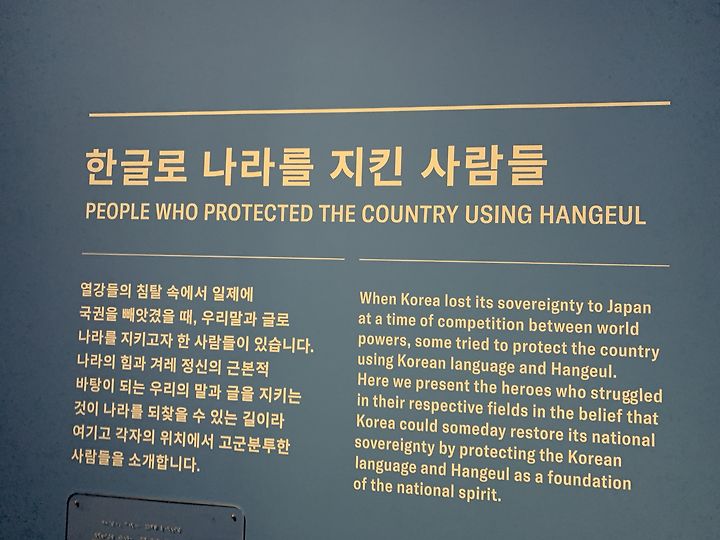 한글로 나라를 지킨 사람들
PEOPLE WHO PROTECTED THE COUNTRY USING HANGEUL
열강들의 침탈 속에서 일제에
국권을 빼앗겼을 때, 우리말과 글로
나라를 지키고자 한 사람들이 있습니다.
나라의 힘과 겨레 정신의 근본적
바탕이 되는 우리의 말과 글을 지키는
것이 나라를 되찾을 수 있는 길이라
여기고 각자의 위치에서 고군분투한
사람들을 소개합니다.
When Korea lost its sovereignty to Japan
at a time of competition between world
powers, some tried to protect the country
using Korean language and Hangeul.
Here we present the heroes who struggled
in their respective fields in the belief that
Korea could someday restore its national
sovereignty by protecting the Korean
language and Hangeul as a foundation
of the national spirit.